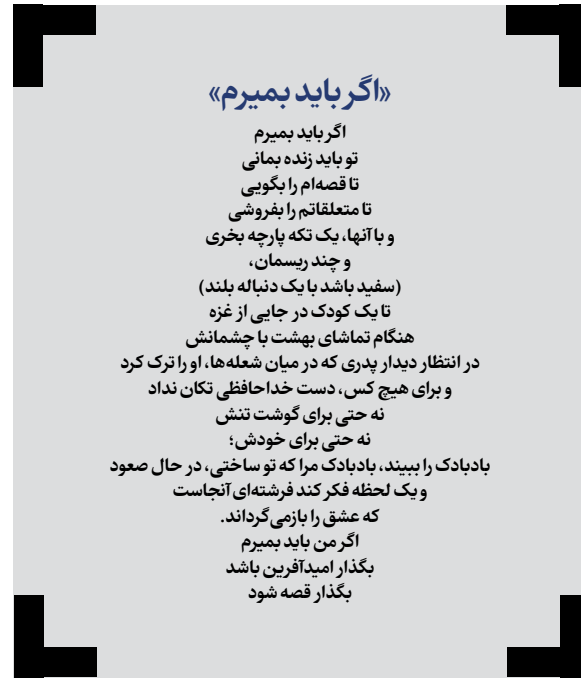 «اگر باید بمیرم»
اگر باید بمیرم
تو باید زنده بمانی
تا قصه‌ام را بگویی
تا متعلقاتم را بفروشی
و با آنها، یک تکه پارچه بخری
و چند ریسمان،
(سفید باشد با یک دنباله بلند)
تا یک کودک در جایی از غزه
هنگام تماشای بهشت با چشمانش
در انتظار دیدار پدری که در میان شعله‌ها، او را ترک کرد
و برای هیچ کس، دست خداحافظی تکان نداد
نه حتی برای گوشت تنش
نه حتی برای خودش؛
بادبادک را ببیند، بادبادک مرا که تو ساختی، در حال صعود
و یک لحظه فکر کند فرشته‌ای آنجاست
که عشق را بازمی‌گرداند.
اگر من باید بمیرم
بگذار امیدآفرین باشد
بگذار قصه شود